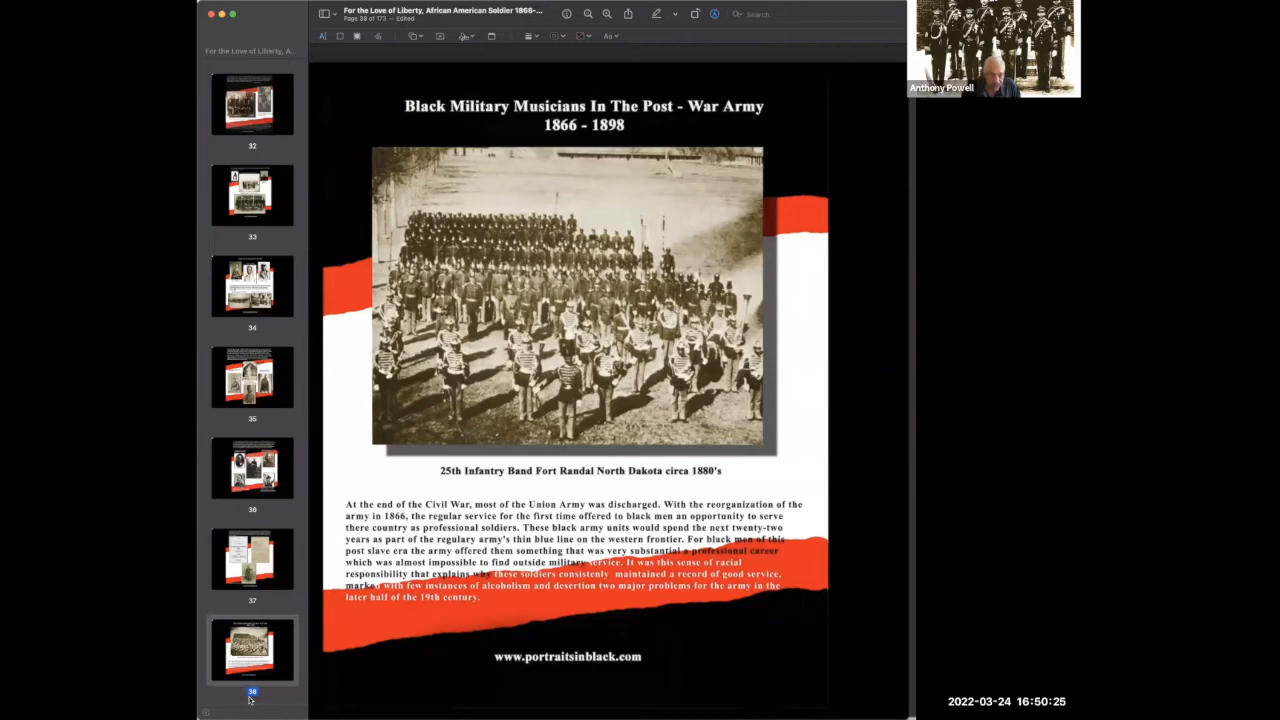 For the Love of Liberty, African American Soldier 1866-...
Page 38 of 173 — Edited
Search
For the Love of Liberty, A...
32
33
34
35
36
37
38
Black Military Musicians In The Post - War Army
1866 - 1898
25th Infantry Band Fort Randal North Dakota circa 1880's
At the end of the Civil War, most of the Union Army was discharged. With the reorganization of the
army in 1866, the regular service for the first time offered to black men an opportunity to serve
there country as professional soldiers. These black army units would spend the next twenty-two
years as part of the regulary army's thin blue line on the western frontier. For black men of this
post slave era the army offered them something that was very substantial a professional career
which was almost impossible to find outside military service. It was this sense of racial
responsibility that explains why these soldiers consistenly maintained a record of good service,
marked with few instances of alcoholism and desertion two major problems for the army in the
later half of the 19th century.
www.portraitsinblack.com
Anthony Powell
2022-03-24 16:50:25